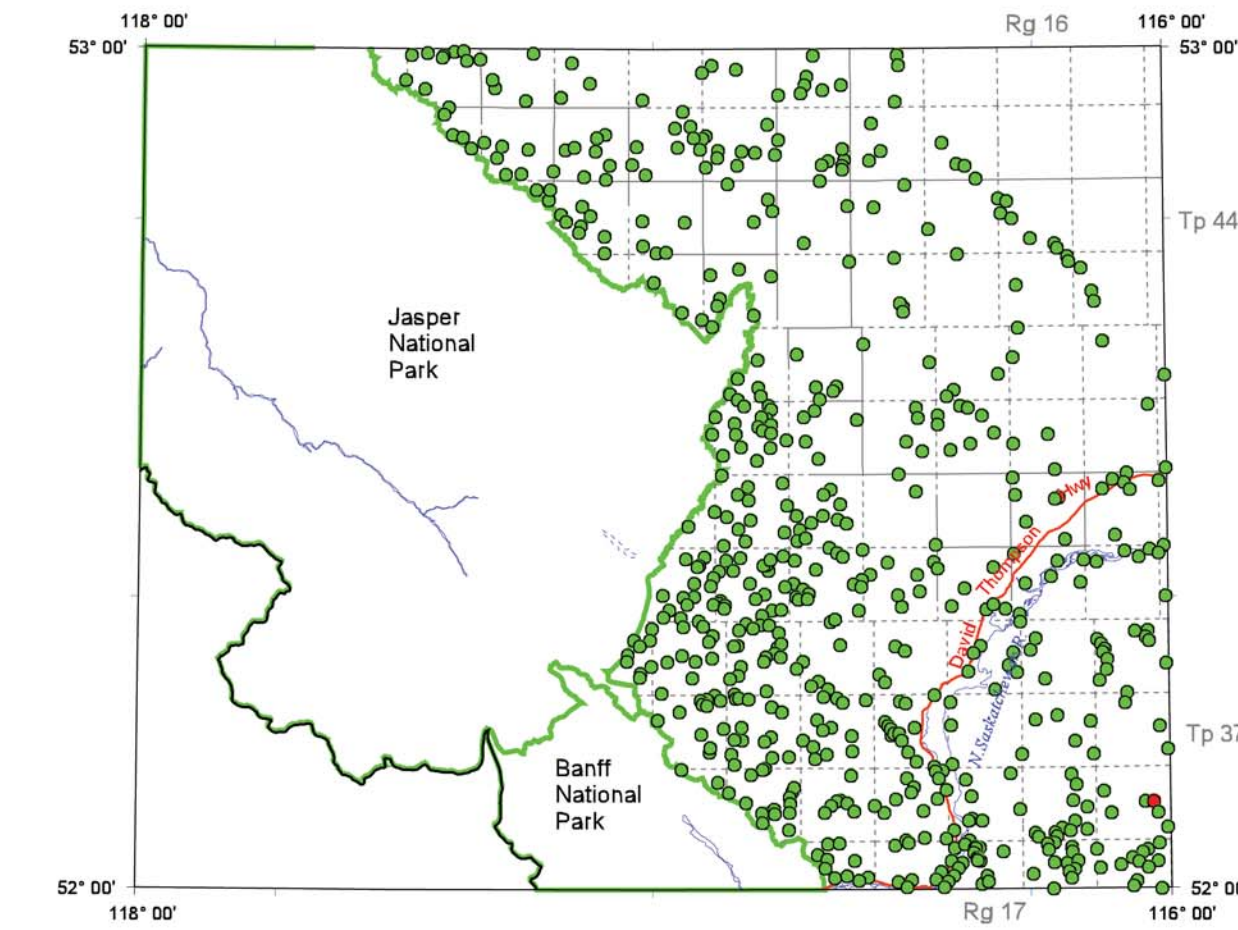 118° 00'
Rg 16
116° 00'
53° 00'
53° 00'
Tp 44
Jasper
National
Park
Hwy
Thompson
David
N.Saskatchewan R.
Tp 37
Banff
National
Park
52° 00'
52° 00
118° 00'
Rg 17
116° 00'